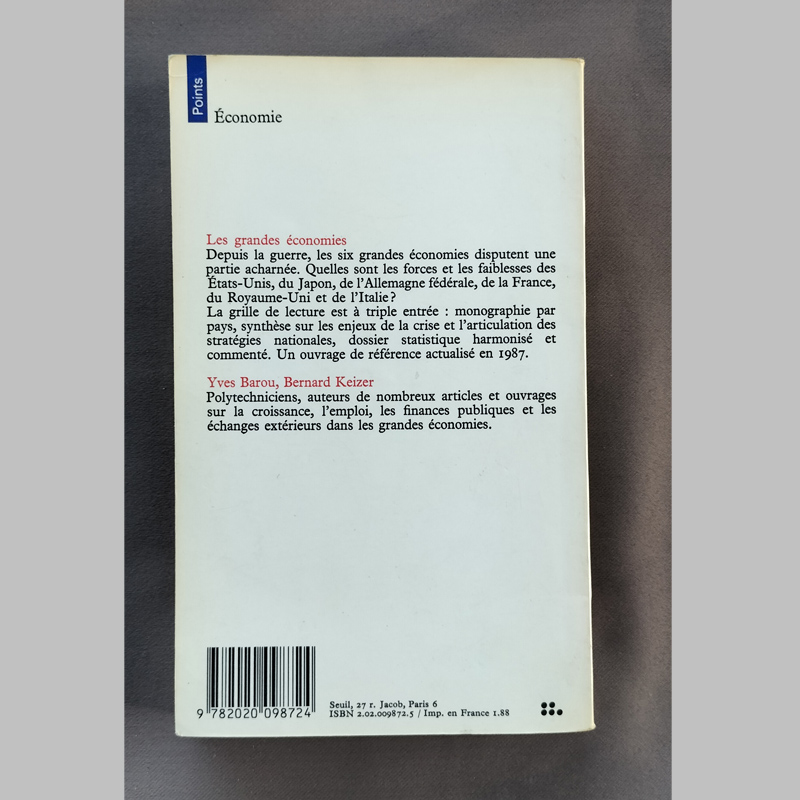 Points
Économie
Les grandes économies
Depuis la guerre, les six grandes économies disputent une
partie acharnée. Quelles sont les forces et les faiblesses des
États-Unis, du Japon, de l'Allemagne fédérale, de la France,
du Royaume-Uni et de l'Italie ?
La grille de lecture est à triple entrée : monographie par
pays, synthèse sur les enjeux de la crise et l'articulation des
stratégies nationales, dossier statistique harmonisé et
commenté. Un ouvrage de référence actualisé en 1987.
Yves Barou, Bernard Keizer
Polytechniciens, auteurs de nombreux articles et ouvrages
sur la croissance, l'emploi, les finances publiques et les
échanges extérieurs dans les grandes économies.
9 782020 098724
Seuil, 27 r. Jacob, Paris 6
ISBN 2.02.009872.5 / Imp. en France 1.88